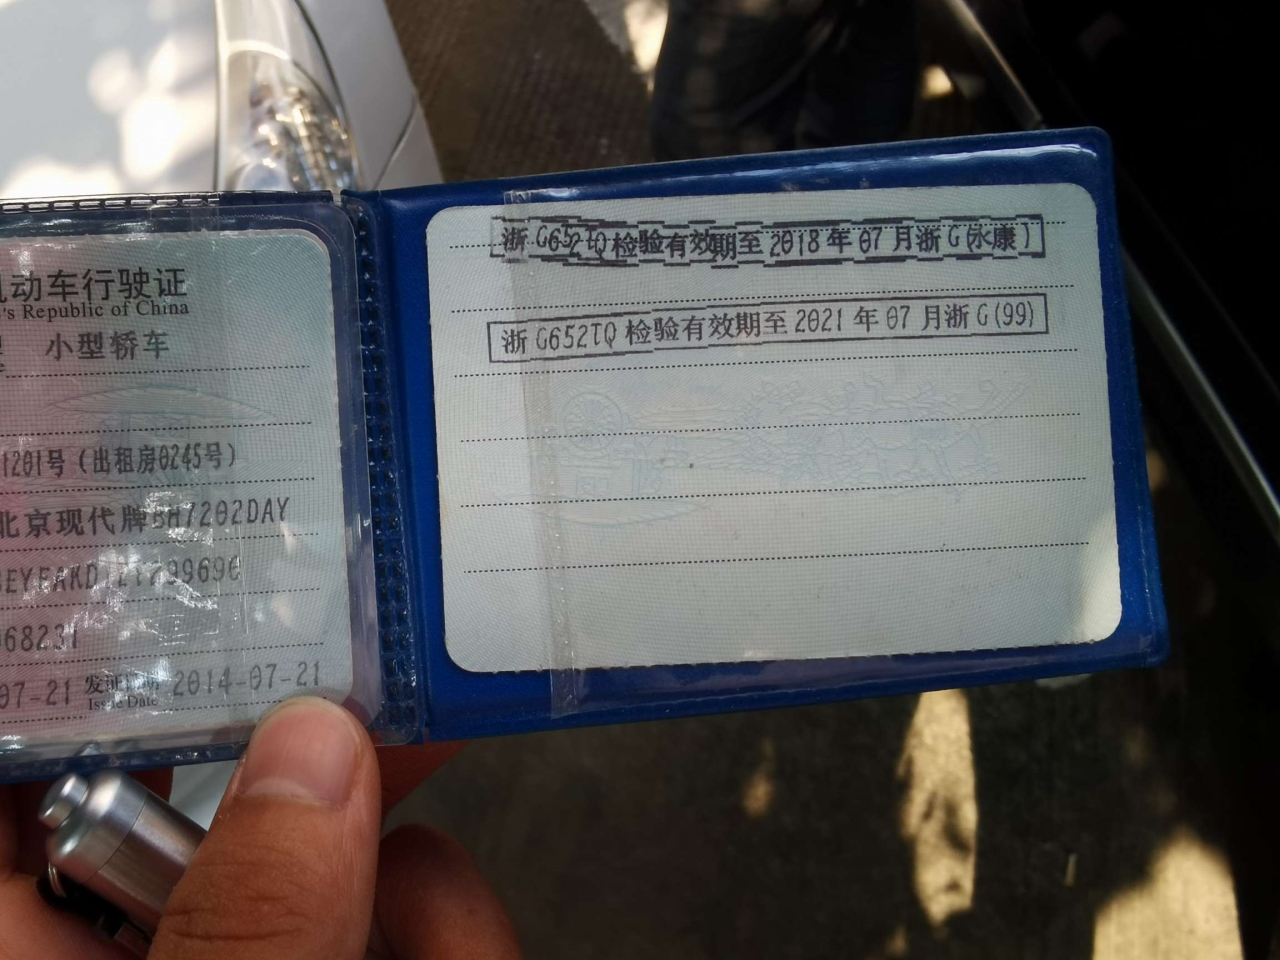 动车行驶证
's Republic of China
小型轿车
1201号（出租房0245号）
北京现代牌BH7202DAY
068231
07-21 发证日期 2014-07-21
Issue Date
浙G652TQ检验有效期至2018年07月浙G(永康)
浙G652TQ检验有效期至2021年07月浙G(99)